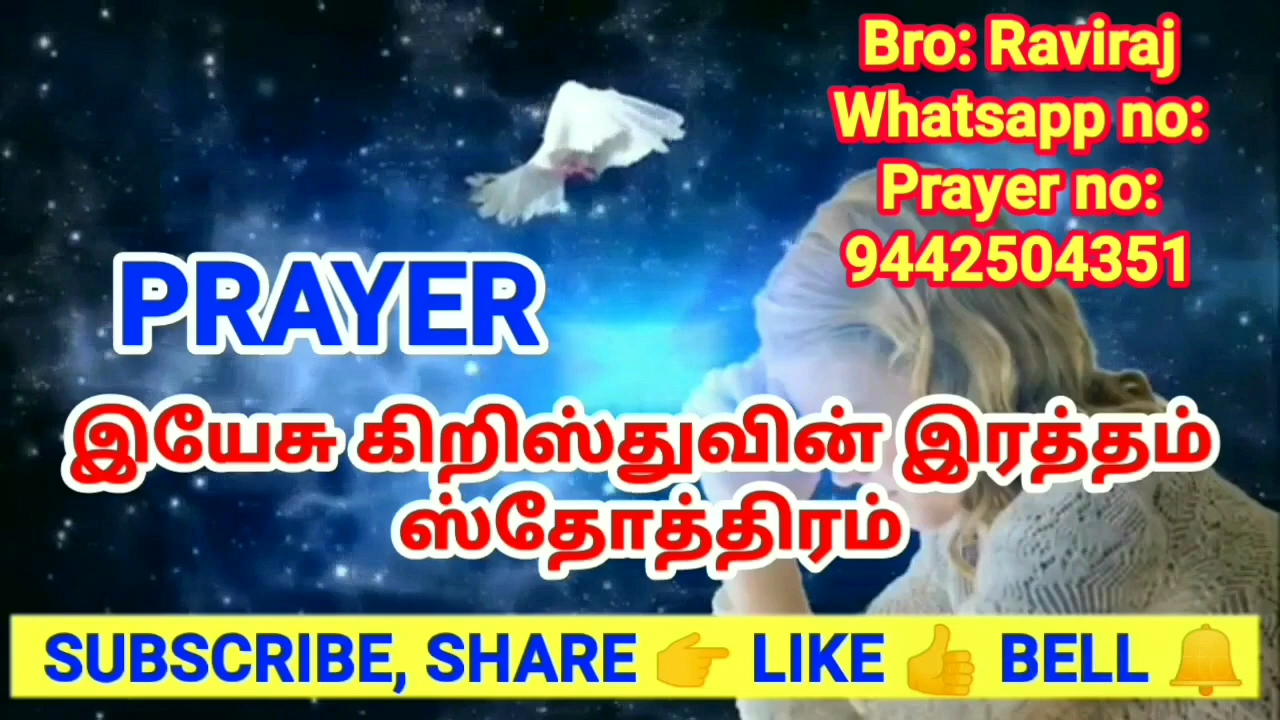 Bro: Raviraj
Whatsapp no:
Prayer no:
9442504351
PRAYER
இயேசு கிறிஸ்துவின் இரத்தம்
ஸ்தோத்திரம்
SUBSCRIBE, SHARE 👉 LIKE 👍 BELL 🔔